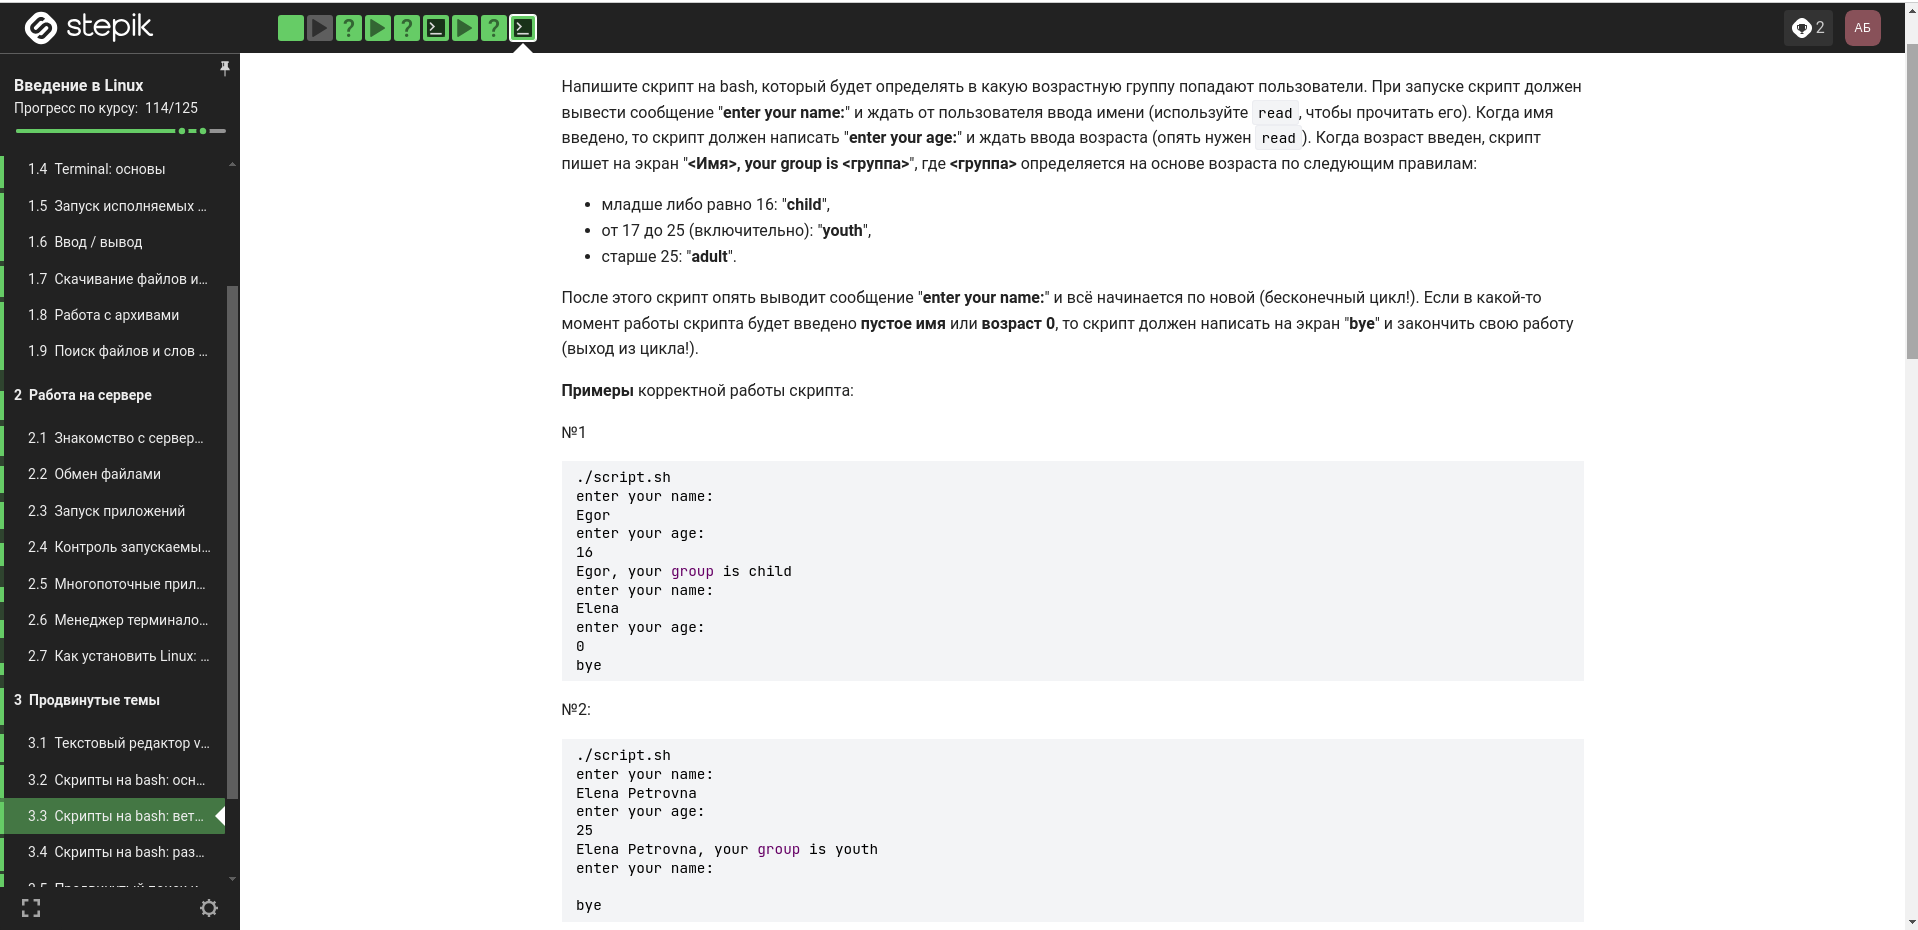 stepik
2
АБ
Введение в Linux
Прогресс по курсу: 114/125
1.4 Terminal: основы
1.5 Запуск исполняемых ...
1.6 Ввод / вывод
1.7 Скачивание файлов и...
1.8 Работа с архивами
1.9 Поиск файлов и слов ...
2 Работа на сервере
2.1 Знакомство с сервер...
2.2 Обмен файлами
2.3 Запуск приложений
2.4 Контроль запускаемы...
2.5 Многопоточные прил...
2.6 Менеджер терминало...
2.7 Как установить Linux: ...
3 Продвинутые темы
3.1 Текстовый редактор v...
3.2 Скрипты на bash: осн...
3.3 Скрипты на bash: вет...
3.4 Скрипты на bash: раз...
Напишите скрипт на bash, который будет определять в какую возрастную группу попадают пользователи. При запуске скрипт должен
вывести сообщение "enter your name:" и ждать от пользователя ввода имени (используйте read , чтобы прочитать его). Когда имя
введено, то скрипт должен написать "enter your age:" и ждать ввода возраста (опять нужен read ). Когда возраст введен, скрипт
пишет на экран "<Имя>, your group is <группа>", где <группа> определяется на основе возраста по следующим правилам:
• младше либо равно 16: "child",
• от 17 до 25 (включительно): "youth",
• старше 25: "adult".
После этого скрипт опять выводит сообщение "enter your name:" и всё начинается по новой (бесконечный цикл!). Если в какой-то
момент работы скрипта будет введено пустое имя или возраст 0, то скрипт должен написать на экран "bye" и закончить свою работу
(выход из цикла!).
Примеры корректной работы скрипта:
№1
./script.sh
enter your name:
Egor
enter your age:
16
Egor, your group is child
enter your name:
Elena
enter your age:
0
bye
№2:
./script.sh
enter your name:
Elena Petrovna
enter your age:
25
Elena Petrovna, your group is youth
enter your name:
bye